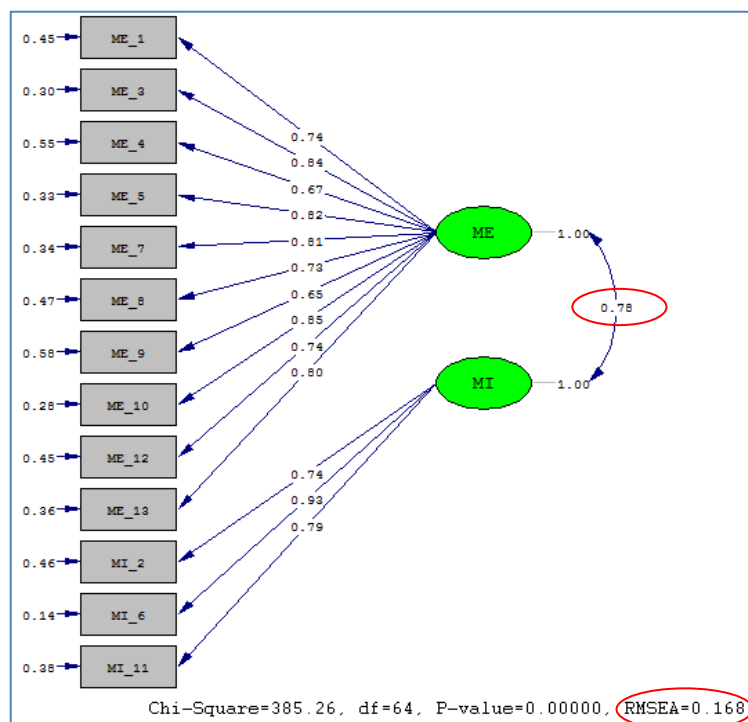 0.45 ME_1
0.30 ME_3
0.55 ME_4
0.33 ME_5
0.34 ME_7
0.47 ME_8
0.58 ME_9
0.28 ME_10
0.45 ME_12
0.36 ME_13
0.46 MI_2
0.14 MI_6
0.38 MI_11
0.74
0.84
0.67
0.82
0.81
0.73
0.65
0.85
0.74
0.80
0.74
0.93
0.79
ME 1.00
0.78
MI 1.00
Chi-Square=385.26, df=64, P-value=0.00000, RMSEA=0.168